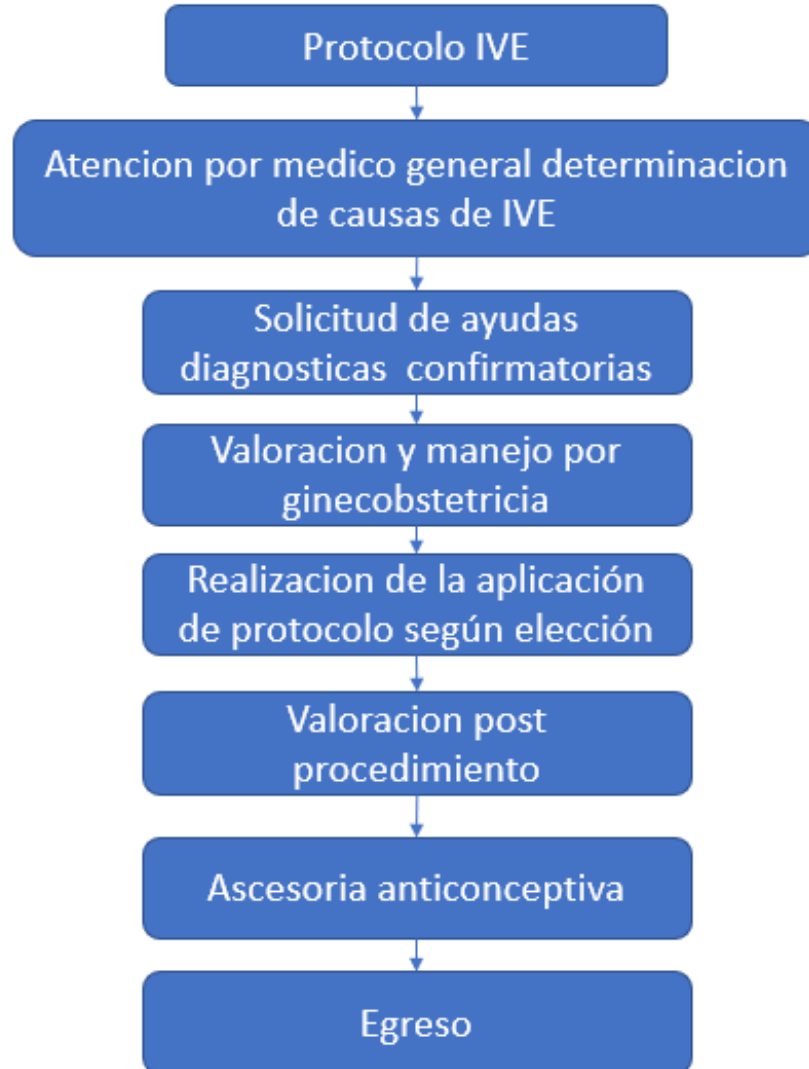 Protocolo IVE
Atencion por medico general determinacion
de causas de IVE
Solicitud de ayudas
diagnosticas confirmatorias
Valoracion y manejo por
ginecobstetricia
Realizacion de la aplicación
de protocolo según elección
Valoracion post
procedimiento
Ascesoria anticonceptiva
Egreso